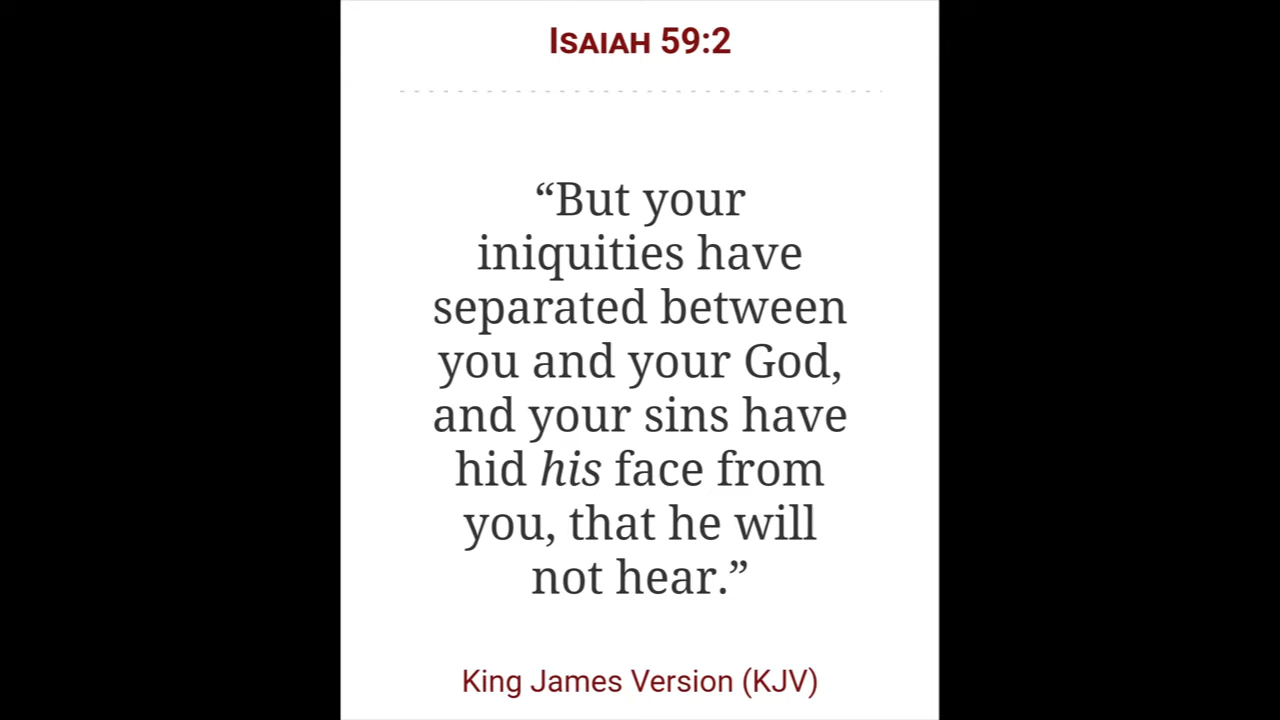 Isaiah 59:2
“But your
iniquities have
separated between
you and your God,
and your sins have
hid his face from
you, that he will
not hear.”
King James Version (KJV)